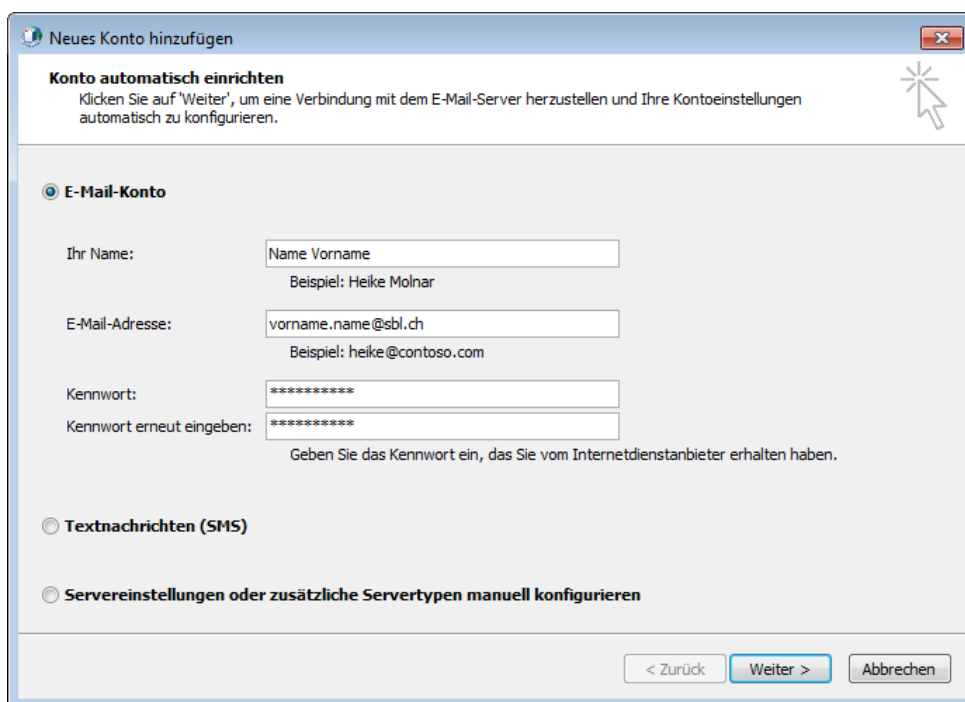 Neues Konto hinzufügen
Konto automatisch einrichten
Klicken Sie auf 'Weiter', um eine Verbindung mit dem E-Mail-Server herzustellen und Ihre Kontoeinstellungen
automatisch zu konfigurieren.
E-Mail-Konto
Ihr Name: Name Vorname
Beispiel: Heike Molnar
E-Mail-Adresse: vorname.name@sbl.ch
Beispiel: heike@contoso.com
Kennwort: **********
Kennwort erneut eingeben: **********
Geben Sie das Kennwort ein, das Sie vom Internetdienstanbieter erhalten haben.
Textnachrichten (SMS)
Servereinstellungen oder zusätzliche Servertypen manuell konfigurieren
< Zurück Weiter > Abbrechen